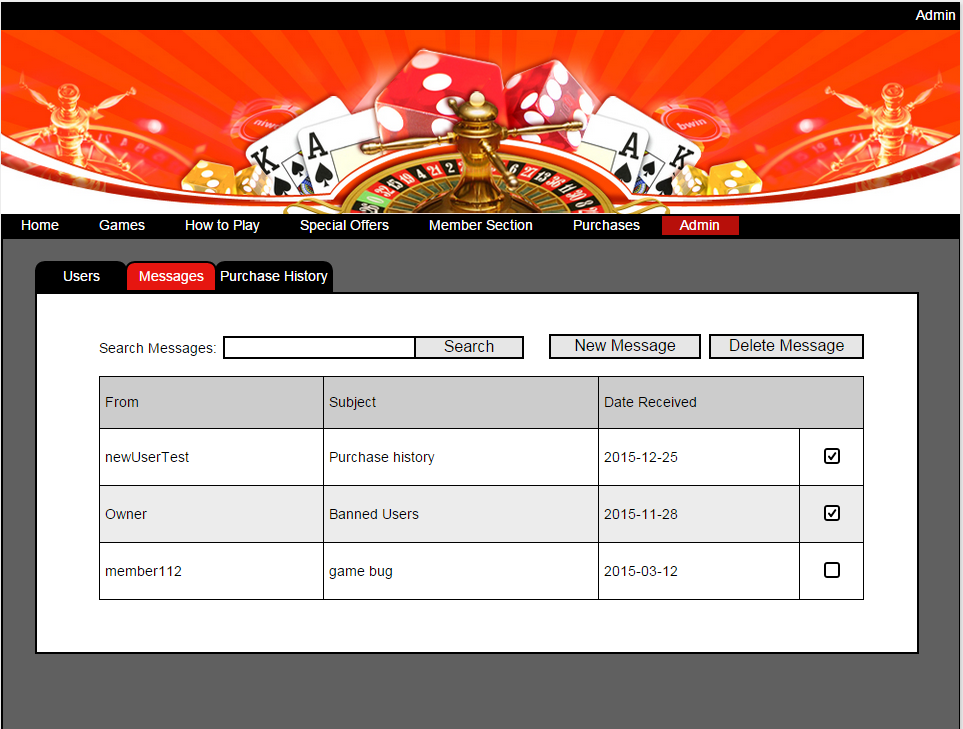 Admin
K A A K
bwin
Home Games How to Play Special Offers Member Section Purchases Admin
Users Messages Purchase History
Search Messages: Search New Message Delete Message
From Subject Date Received
newUserTest Purchase history 2015-12-25
Owner Banned Users 2015-11-28
member112 game bug 2015-03-12